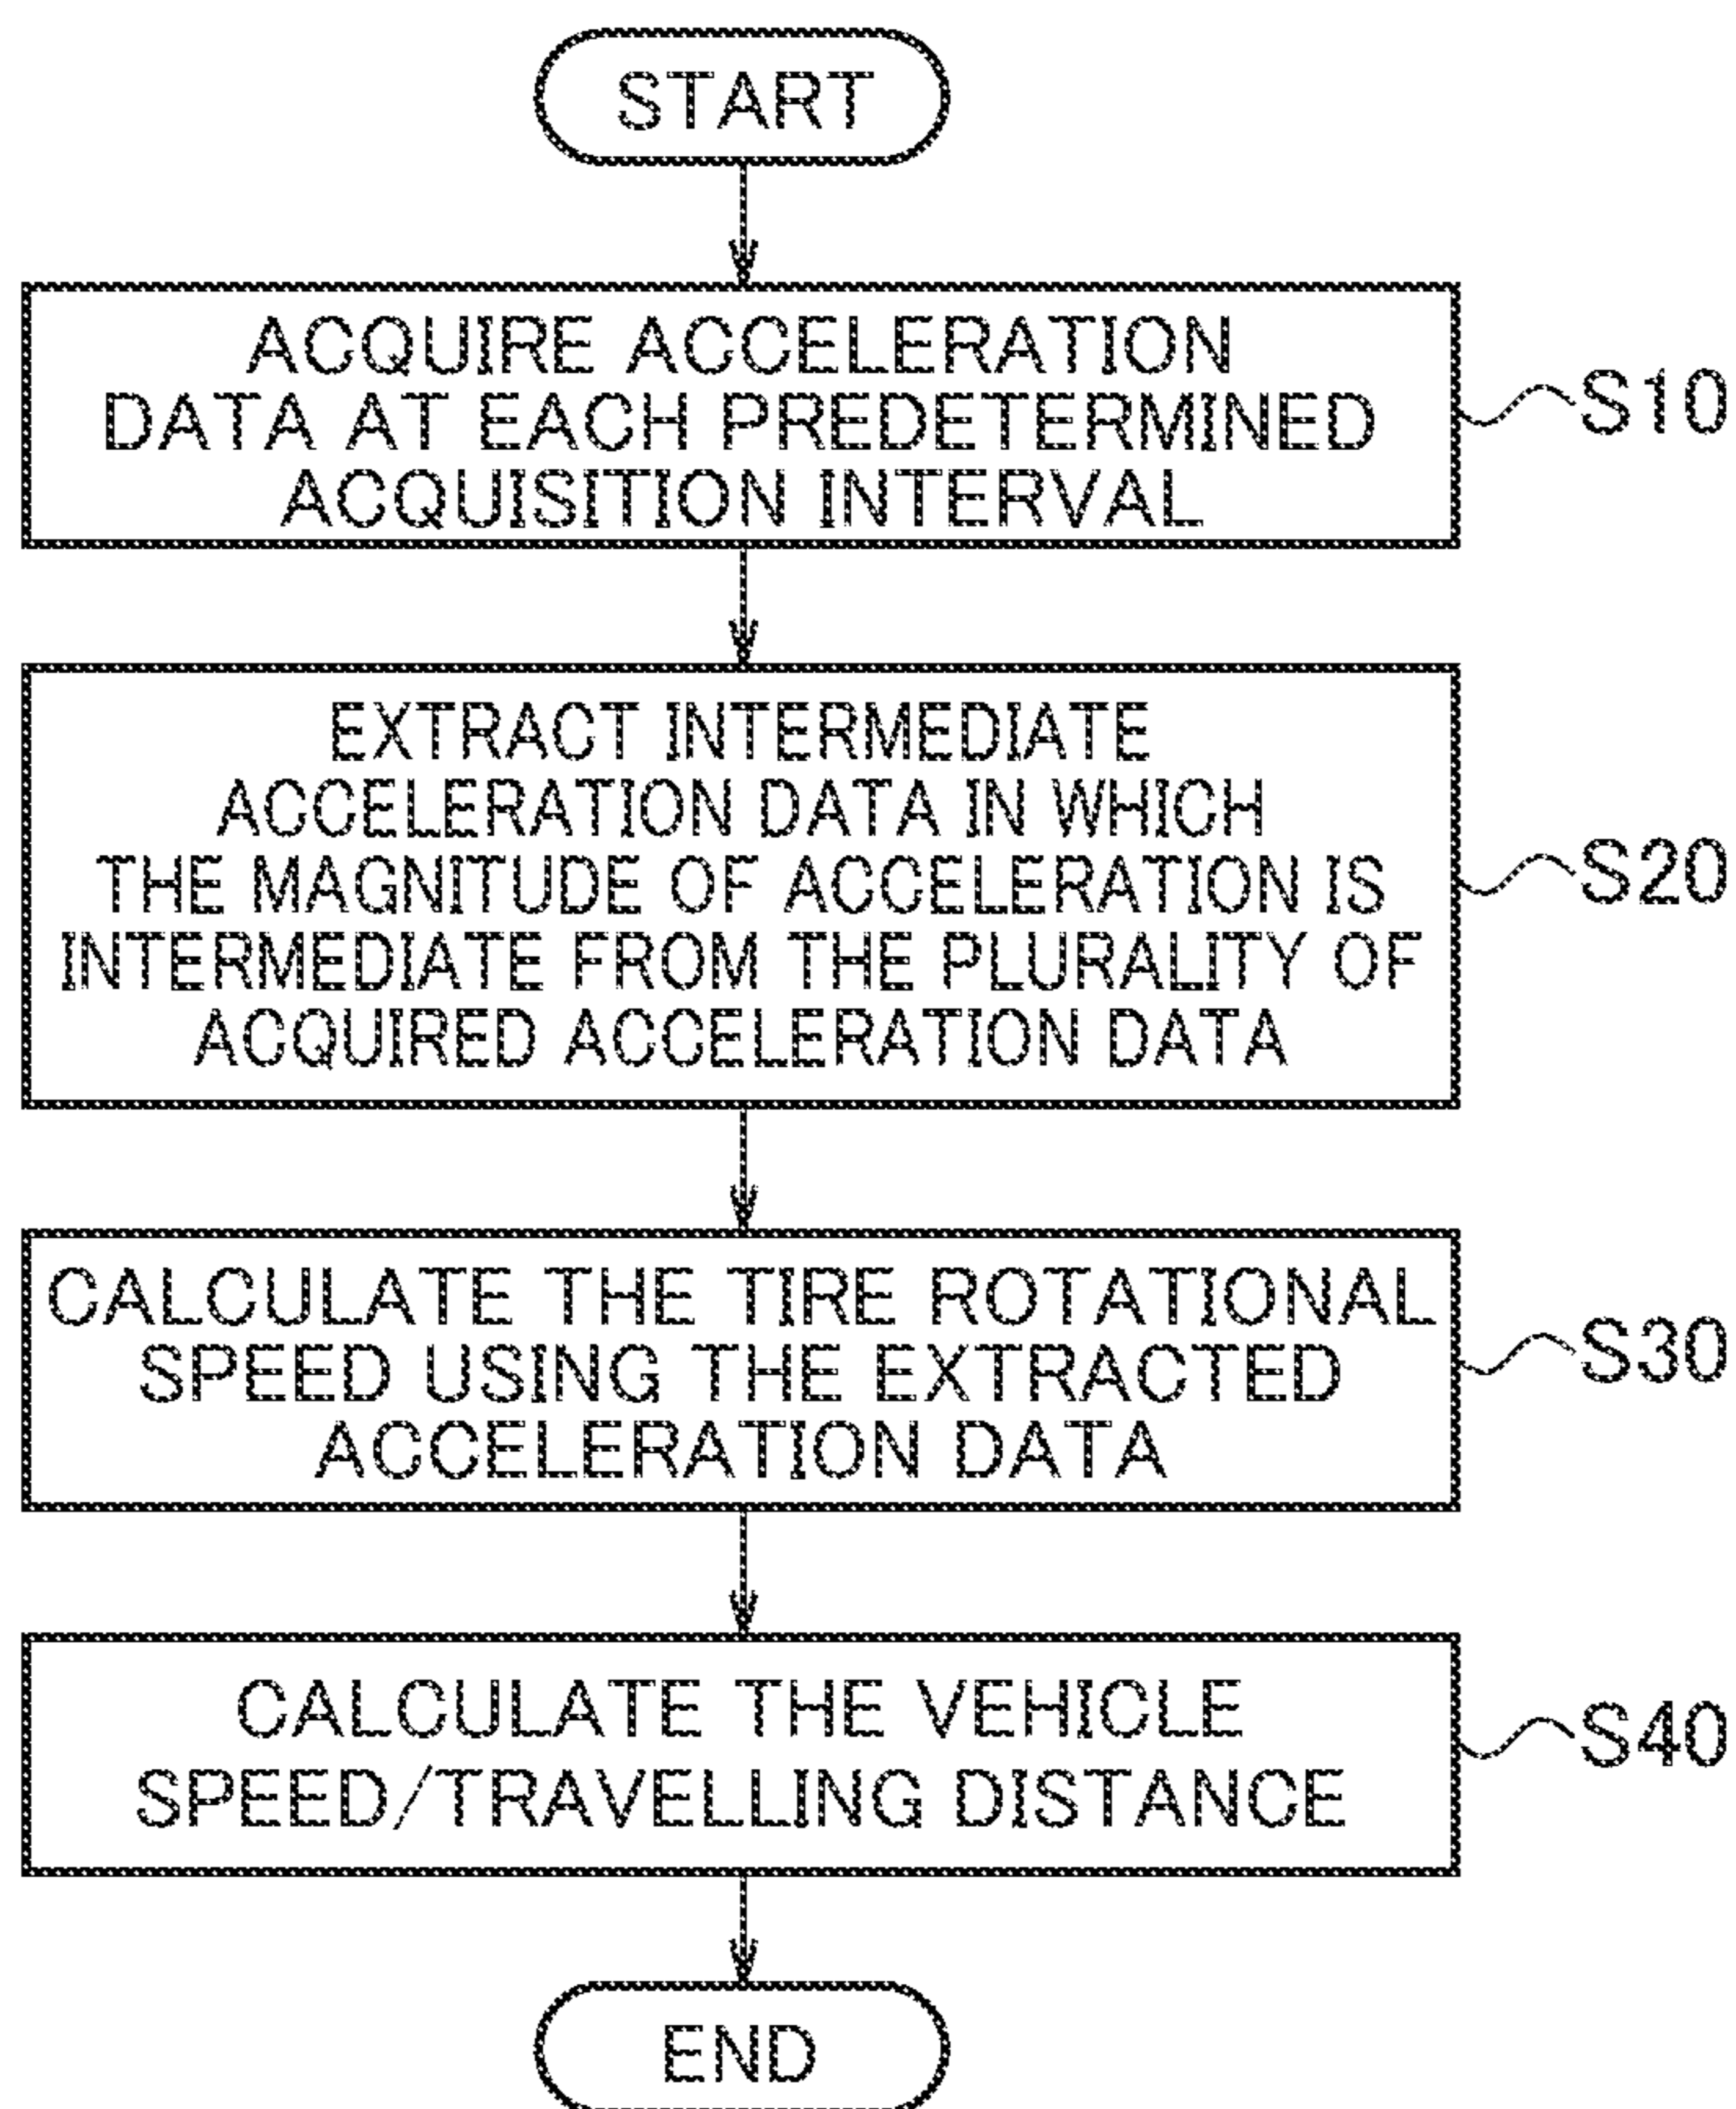 START
ACQUIRE ACCELERATION
DATA AT EACH PREDETERMINED
ACQUISITION INTERVAL
S10
EXTRACT INTERMEDIATE
ACCELERATION DATA IN WHICH
THE MAGNITUDE OF ACCELERATION IS
INTERMEDIATE FROM THE PLURALITY OF
ACQUIRED ACCELERATION DATA
S20
CALCULATE THE TIRE ROTATIONAL
SPEED USING THE EXTRACTED
ACCELERATION DATA
S30
CALCULATE THE VEHICLE
SPEED/TRAVELLING DISTANCE
S40
END